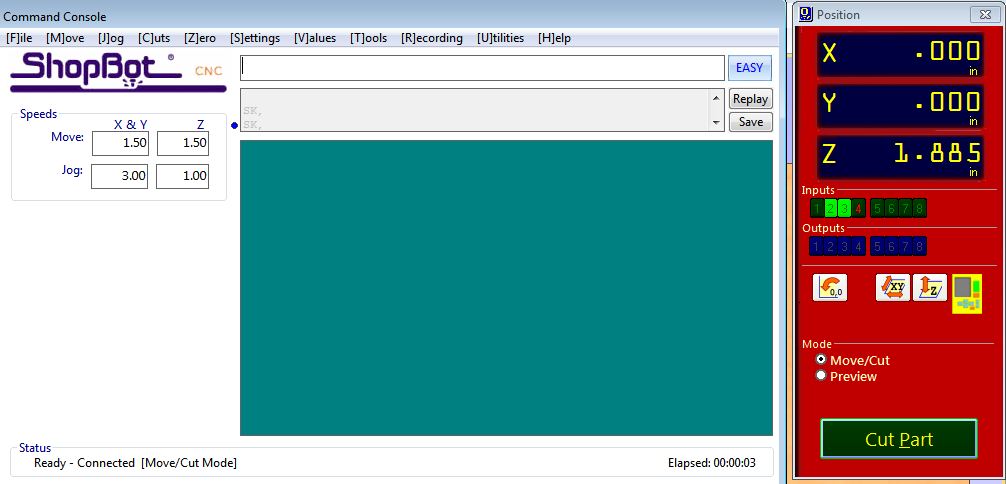 Command Console
[F]ile [M]ove [J]og [C]uts [Z]ero [S]ettings [V]alues [T]ools [R]ecording [U]tilities [H]elp
ShopBot® CNC
EASY
SK,
SK,
Replay
Save
Speeds
X & Y Z
Move: 1.50 1.50
Jog: 3.00 1.00
Status
Ready - Connected [Move/Cut Mode]
Elapsed: 00:00:03
Position
X .000
in
Y .000
in
Z 1.885
in
Inputs
1 2 3 4 5 6 7 8
Outputs
1 2 3 4 5 6 7 8
0,0
XY
Z
Mode
Move/Cut
Preview
Cut Part